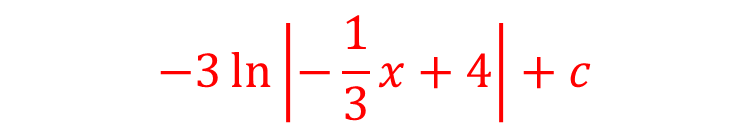 −3 ln |−1/3 x + 4| + c